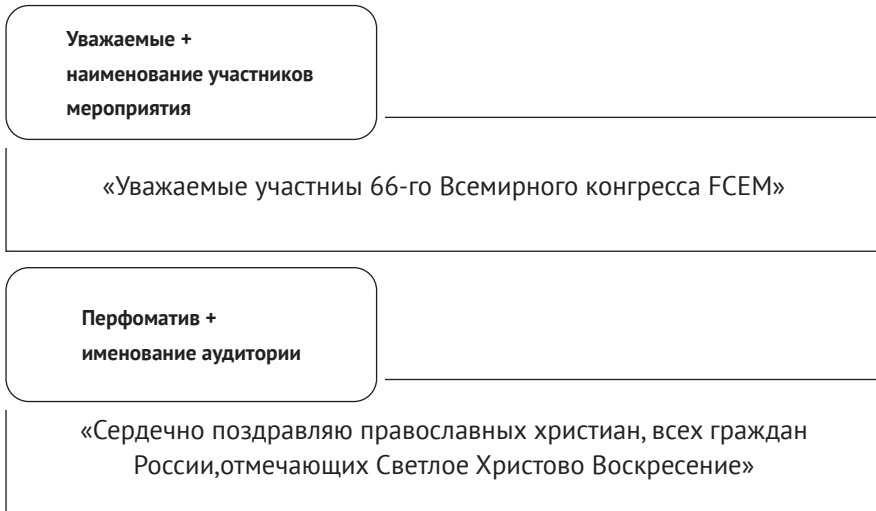 Уважаемые +
наименование участников
мероприятия
«Уважаемые участниы 66-го Всемирного конгресса FCEM»
Перфоматив +
именование аудитории
«Сердечно поздравляю православных христиан, всех граждан
России,отмечающих Светлое Христово Воскресение»